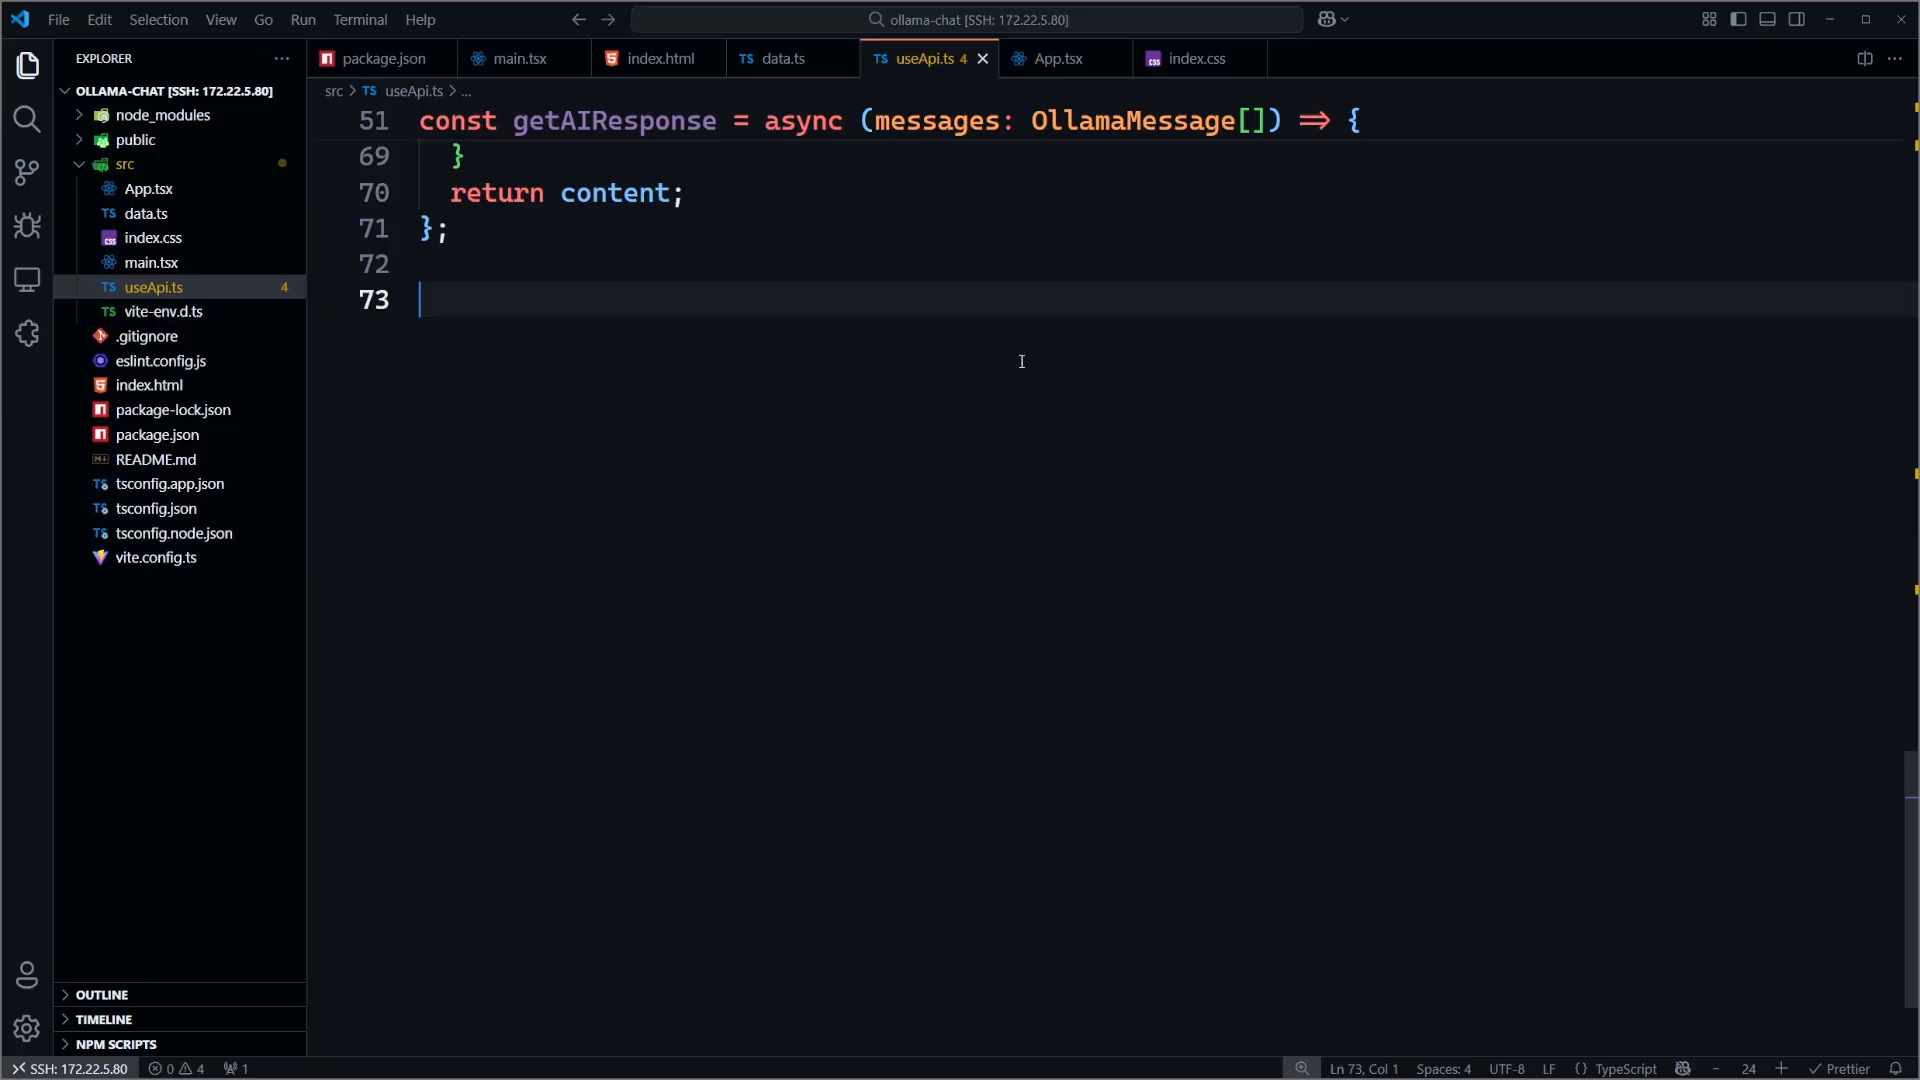 File Edit Selection View Go Run Terminal Help
ollama-chat [SSH: 172.22.5.80]
EXPLORER
OLLAMA-CHAT [SSH: 172.22.5.80]
node_modules
public
src
App.tsx
data.ts
index.css
main.tsx
useApi.ts 4
vite-env.d.ts
.gitignore
eslint.config.js
index.html
package-lock.json
package.json
README.md
tsconfig.app.json
tsconfig.json
tsconfig.node.json
vite.config.ts
OUTLINE
TIMELINE
NPM SCRIPTS
package.json main.tsx index.html TS data.ts TS useApi.ts 4 App.tsx index.css
src > TS useApi.ts > ...
51 const getAIResponse = async (messages: OllamaMessage[]) => {
69 }
70 return content;
71 };
72
73
SSH: 172.22.5.80 0 4 1 Ln 73, Col 1 Spaces: 4 UTF-8 LF {} TypeScript - 24 + Prettier